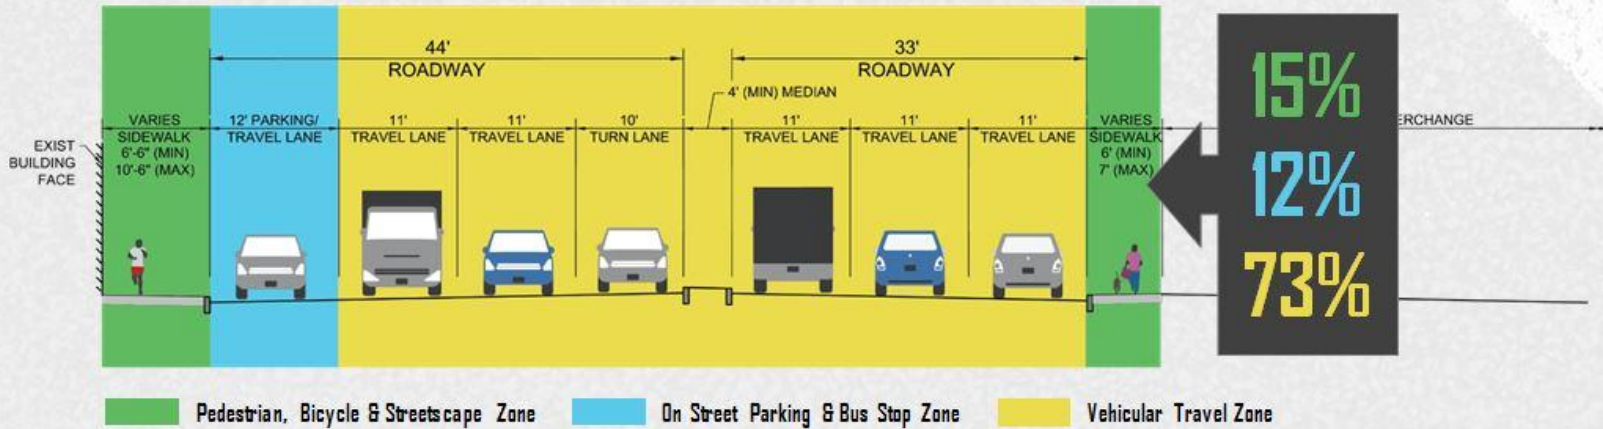 44'
ROADWAY
33'
ROADWAY
4' (MIN) MEDIAN
EXIST
BUILDING
FACE
VARIES
SIDEWALK
6'-6" (MIN)
10'-6" (MAX)
12' PARKING/
TRAVEL LANE
11'
TRAVEL LANE
11'
TRAVEL LANE
10'
TURN LANE
11'
TRAVEL LANE
11'
TRAVEL LANE
11'
TRAVEL LANE
VARIES
SIDEWALK
6' (MIN)
7' (MAX)
ERCHANGE
15%
12%
73%
Pedestrian, Bicycle & Streetscape Zone
On Street Parking & Bus Stop Zone
Vehicular Travel Zone